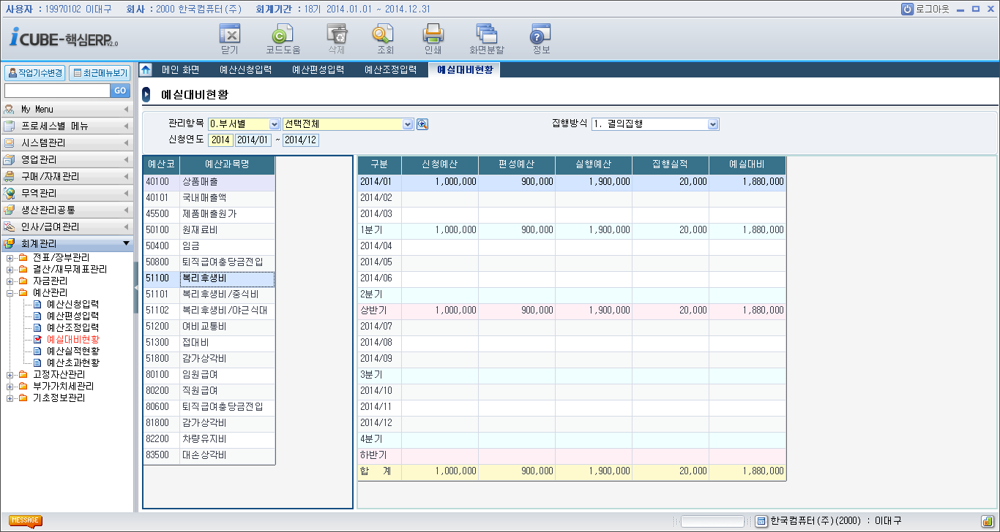 사용자 : 19970102 이대구 회사 : 2000 한국컴퓨터(주) 회계기간 : 18기 2014.01.01 ~ 2014.12.31 로그아웃
iCUBE-핵심ERP v2.0
닫기 코드도움 삭제 조회 인쇄 화면분할 정보
작업기수변경 최근메뉴보기
메인 화면 예산신청입력 예산편성입력 예산조정입력 예실대비현황
GO
예실대비현황
My Menu
프로세스별 메뉴
시스템관리
영업관리
구매/자재관리
무역관리
생산관리공통
인사/급여관리
회계관리
전표/장부관리
결산/재무제표관리
자금관리
예산관리
예산신청입력
예산편성입력
예산조정입력
예실대비현황
예산실적현황
예산초과현황
고정자산관리
부가가치세관리
기초정보관리
관리항목 0.부서별 선택전체 집행방식 1. 결의집행
신청연도 2014 2014/01 ~ 2014/12
예산코 예산과목명
40100 상품매출
40101 국내매출액
45500 제품매출원가
50100 원재료비
50400 임금
50800 퇴직급여충당금전입
51100 복리후생비
51101 복리후생비/중식비
51102 복리후생비/야근식대
51200 여비교통비
51300 접대비
51800 감가상각비
80100 임원급여
80200 직원급여
80600 퇴직급여충당금전입
81800 감가상각비
82200 차량유지비
83500 대손상각비
구분 신청예산 편성예산 실행예산 집행실적 예실대비
2014/01 1,000,000 900,000 1,900,000 20,000 1,880,000
2014/02
2014/03
1분기 1,000,000 900,000 1,900,000 20,000 1,880,000
2014/04
2014/05
2014/06
2분기
상반기 1,000,000 900,000 1,900,000 20,000 1,880,000
2014/07
2014/08
2014/09
3분기
2014/10
2014/11
2014/12
4분기
하반기
합 계 1,000,000 900,000 1,900,000 20,000 1,880,000
MESSAGE
한국컴퓨터(주)(2000) : 이대구